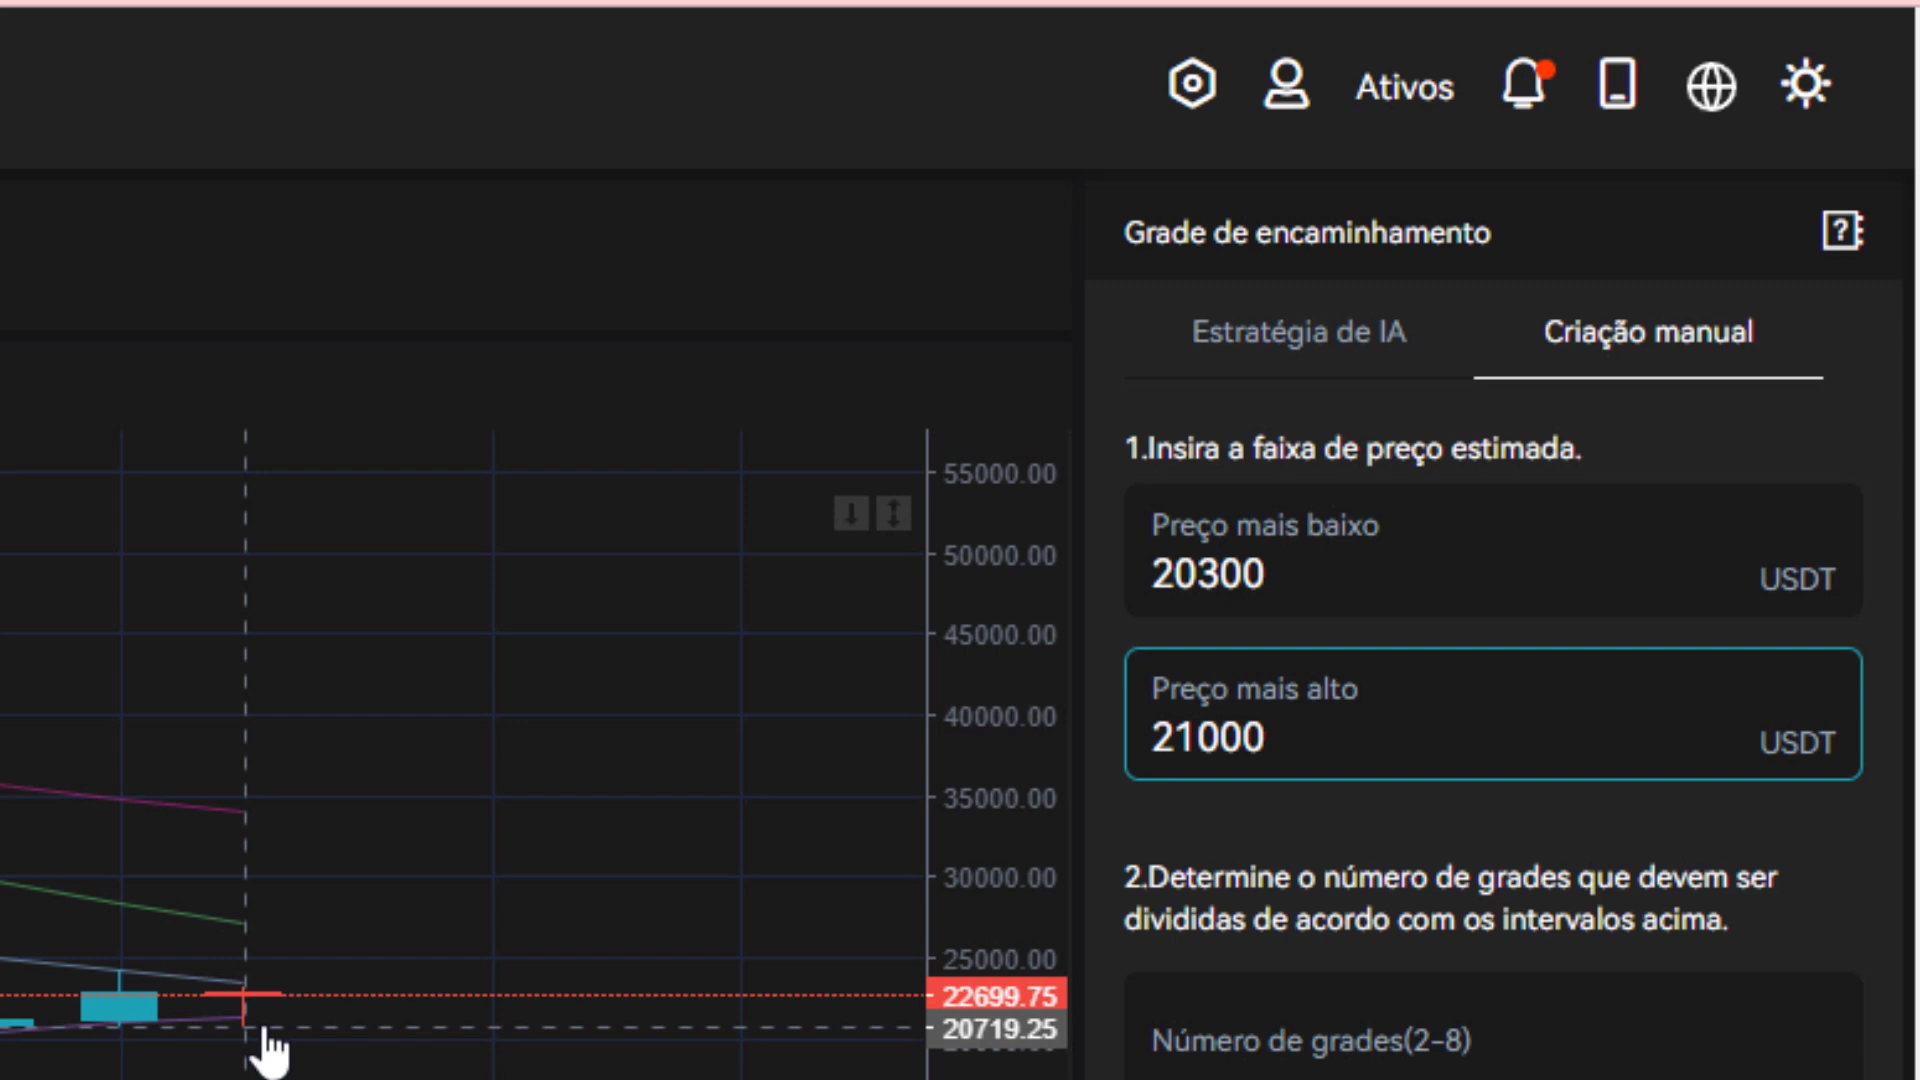 Ativos
Grade de encaminhamento
Estratégia de IA
Criação manual
1.Insira a faixa de preço estimada.
Preço mais baixo
20300
USDT
Preço mais alto
21000
USDT
2.Determine o número de grades que devem ser
divididas de acordo com os intervalos acima.
Número de grades(2-8)
55000.00
50000.00
45000.00
40000.00
35000.00
30000.00
25000.00
22699.75
20719.25